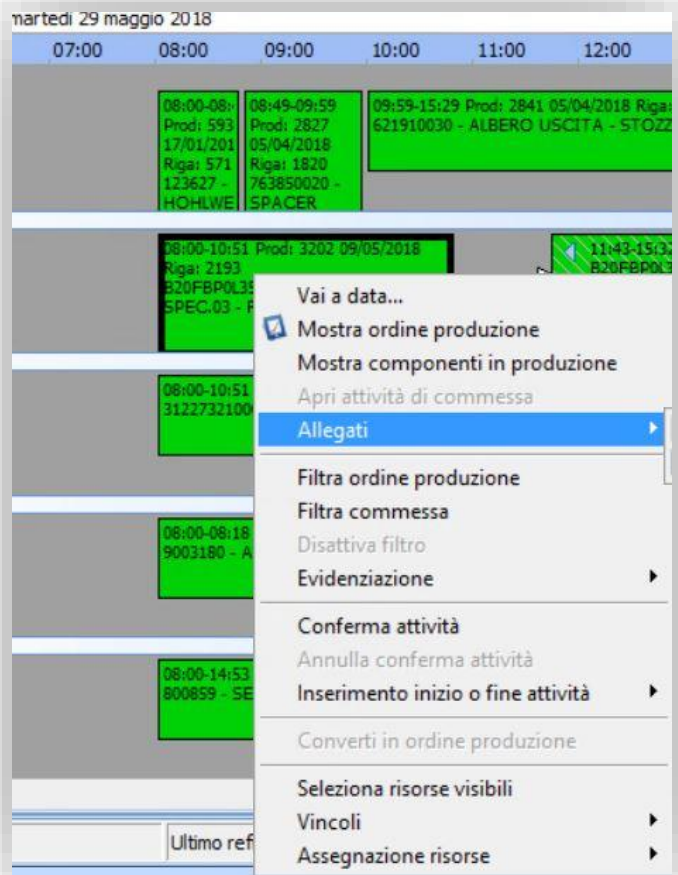 martedì 29 maggio 2018
07:00 08:00 09:00 10:00 11:00 12:00
08:00-08:
Prod: 593
17/01/201
Riga: 571
123627 -
HOHLWE
08:49-09:59
Prod: 2827
05/04/2018
Riga: 1820
763850020 -
SPACER
09:59-15:29 Prod: 2841 05/04/2018 Riga:
621910030 - ALBERO USCITA - STOZZ
08:00-10:51 Prod: 3202 09/05/2018
Riga: 2193
B20FBP0L35
SPEC.03 - F
11:43-15:32
B20FBP0L3
08:00-10:51
3122732100
08:00-08:18
9003180 - A
08:00-14:53
800859 - SE
Vai a data...
Mostra ordine produzione
Mostra componenti in produzione
Apri attività di commessa
Allegati
Filtra ordine produzione
Filtra commessa
Disattiva filtro
Evidenziazione
Conferma attività
Annulla conferma attività
Inserimento inizio o fine attività
Converti in ordine produzione
Seleziona risorse visibili
Vincoli
Assegnazione risorse
Ultimo ref